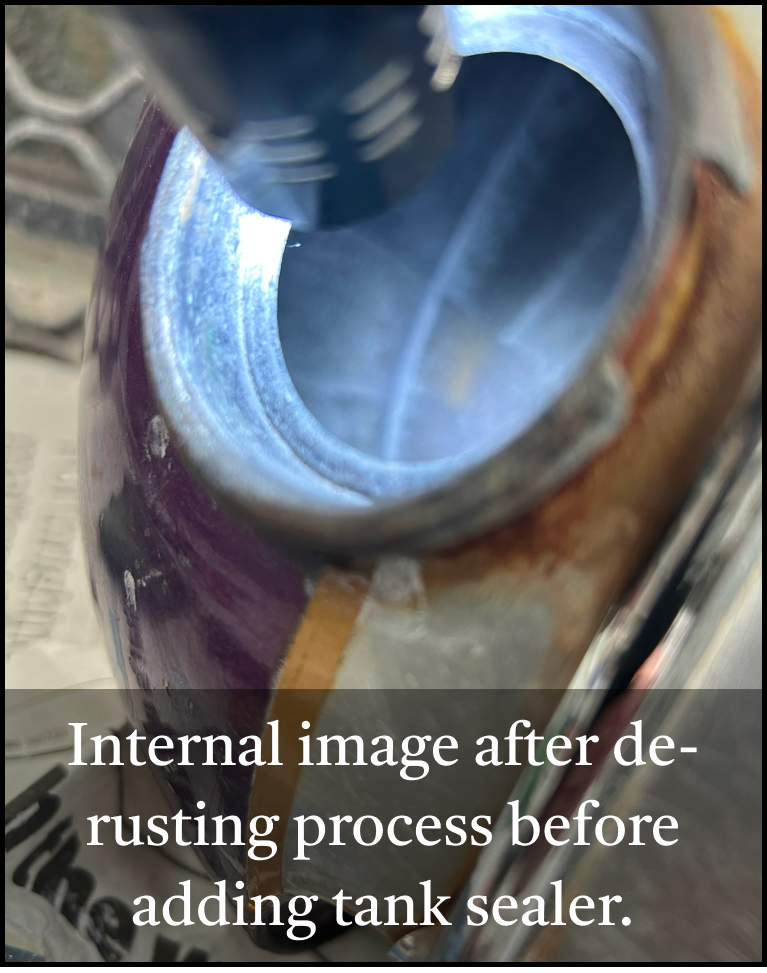 Internal image after de-
rusting process before
adding tank sealer.